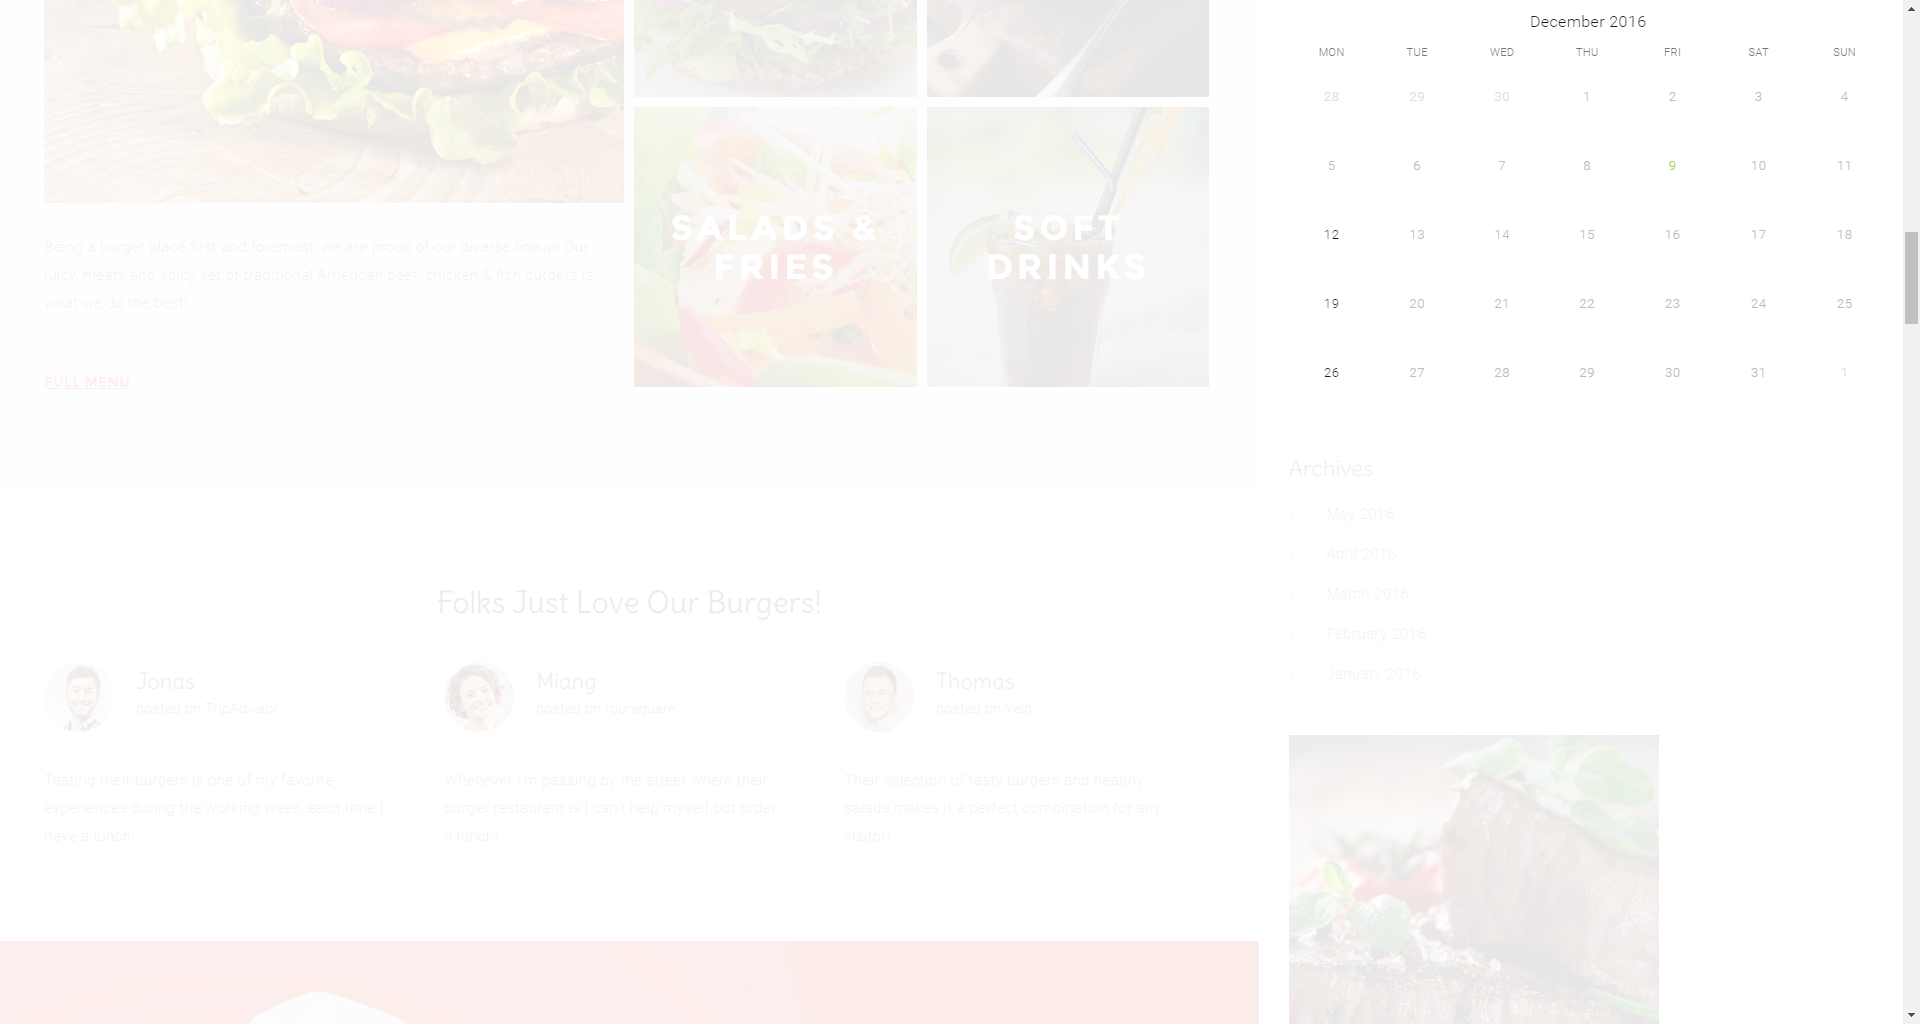 SALADS &
FRIES
SOFT
DRINKS
Being a burger place first and foremost, we are proud of our diverse lineup! Our
juicy, meaty and spicy set of traditional American beef, chicken & fish burgers is
what we do the best!
FULL MENU
Folks Just Love Our Burgers!
Jonas
posted on TripAdvisor
Tasting their burgers is one of my favorite
experiences during the working week, each time I
have a lunch!
Miang
posted on foursquare
Whenever I'm passing by the street where their
burger restaurant is I can't help myself but order
a lunch!
Thomas
posted on Yelp
Their selection of tasty burgers and healthy
salads makes it a perfect combination for any
visitor!
December 2016
MON TUE WED THU FRI SAT SUN
28 29 30 1 2 3 4
5 6 7 8 9 10 11
12 13 14 15 16 17 18
19 20 21 22 23 24 25
26 27 28 29 30 31 1
Archives
> May 2016
> April 2016
> March 2016
> February 2016
> January 2016